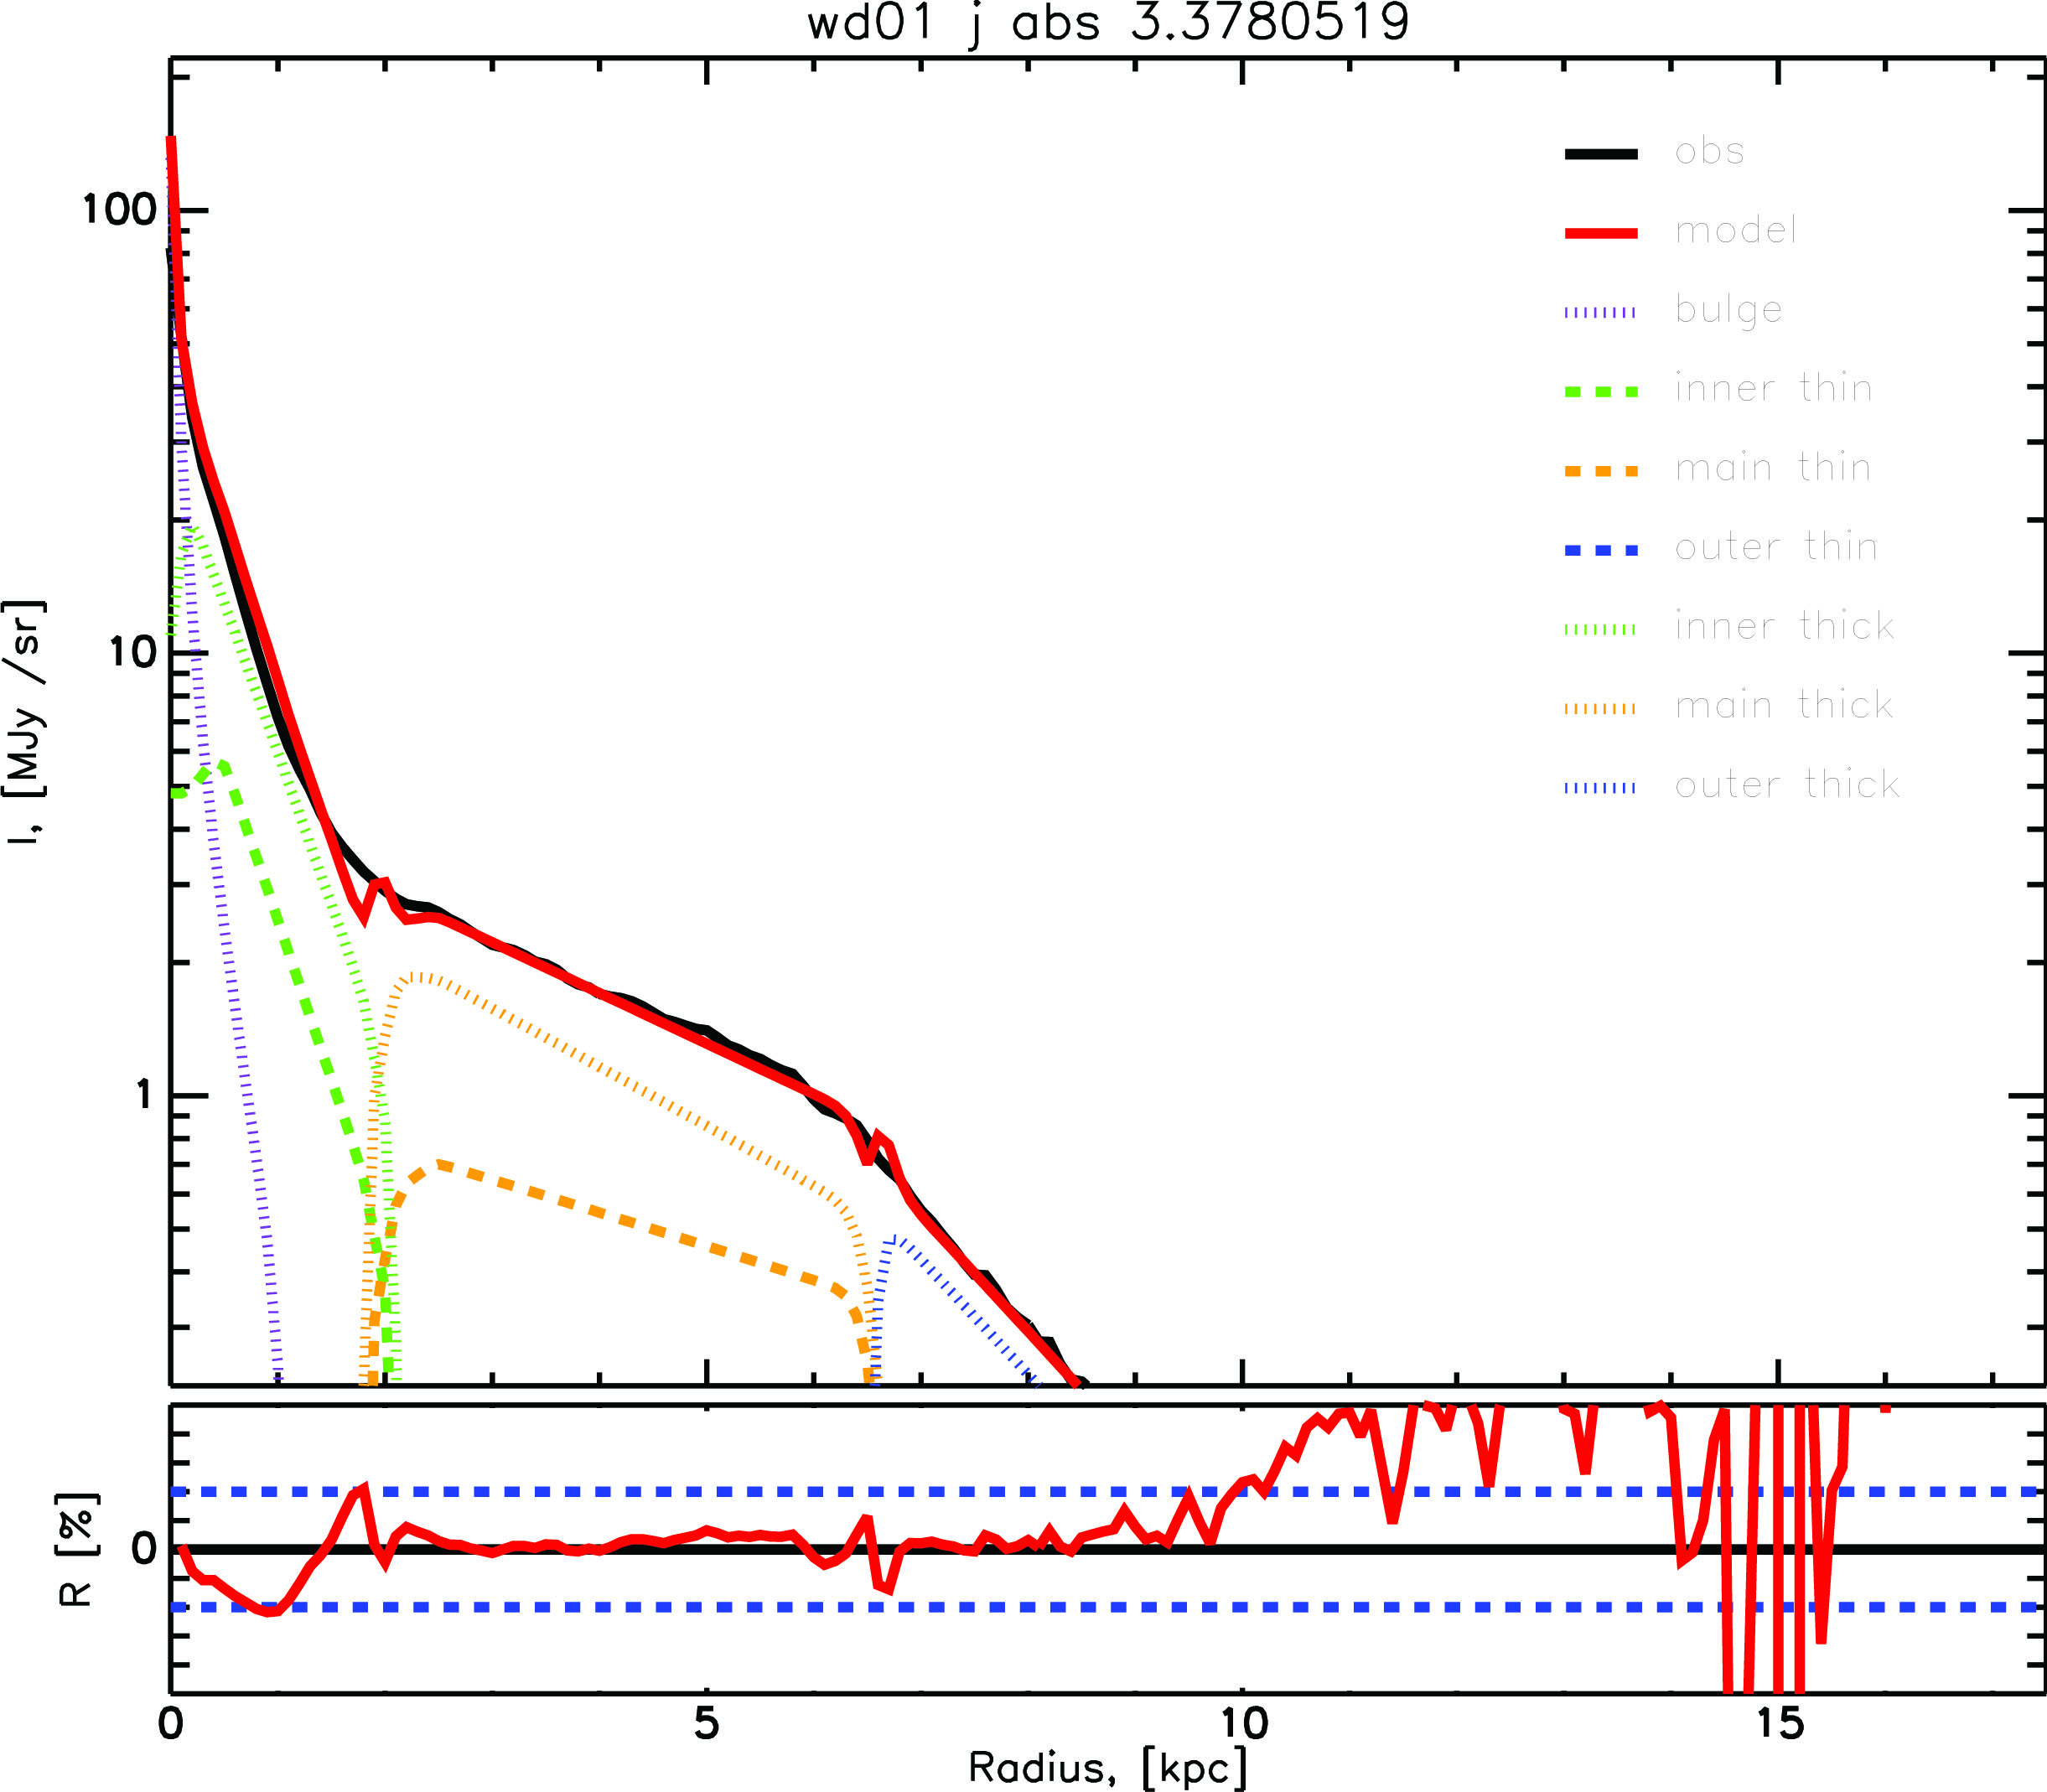 wd01 j abs 3.3780519
I, [MJy /sr]
100
10
1
obs
model
bulge
inner thin
main thin
outer thin
inner thick
main thick
outer thick
R [%]
0
0 5 10 15
Radius, [kpc]